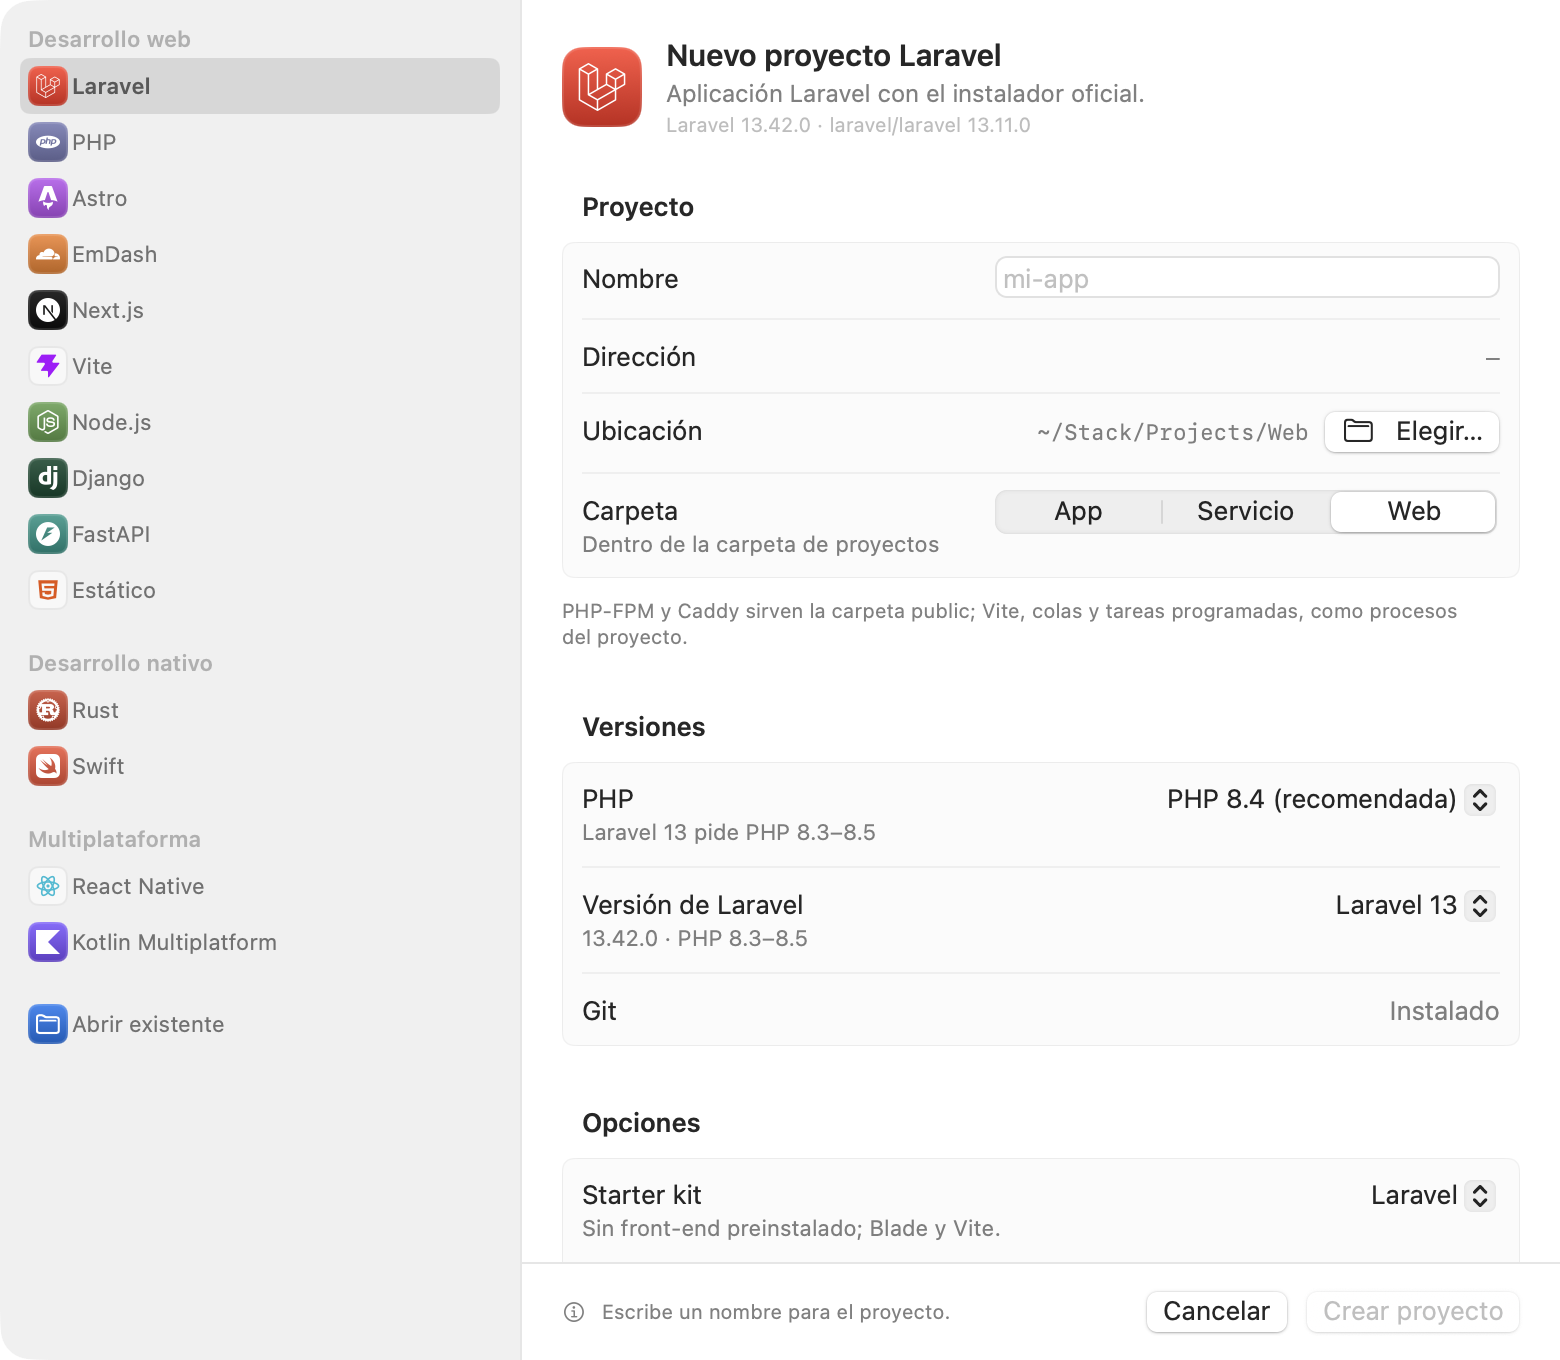 Desarrollo web
Laravel
php PHP
Astro
EmDash
N Next.js
Vite
JS Node.js
dj Django
FastAPI
5 Estático
Desarrollo nativo
R Rust
Swift
Multiplataforma
React Native
Kotlin Multiplatform
Abrir existente
Nuevo proyecto Laravel
Aplicación Laravel con el instalador oficial.
Laravel 13.42.0 · laravel/laravel 13.11.0
Proyecto
Nombre mi-app
Dirección –
Ubicación ~/Stack/Projects/Web Elegir...
Carpeta App Servicio Web
Dentro de la carpeta de proyectos
PHP-FPM y Caddy sirven la carpeta public; Vite, colas y tareas programadas, como procesos
del proyecto.
Versiones
PHP PHP 8.4 (recomendada)
Laravel 13 pide PHP 8.3–8.5
Versión de Laravel Laravel 13
13.42.0 · PHP 8.3–8.5
Git Instalado
Opciones
Starter kit Laravel
Sin front-end preinstalado; Blade y Vite.
Escribe un nombre para el proyecto. Cancelar Crear proyecto